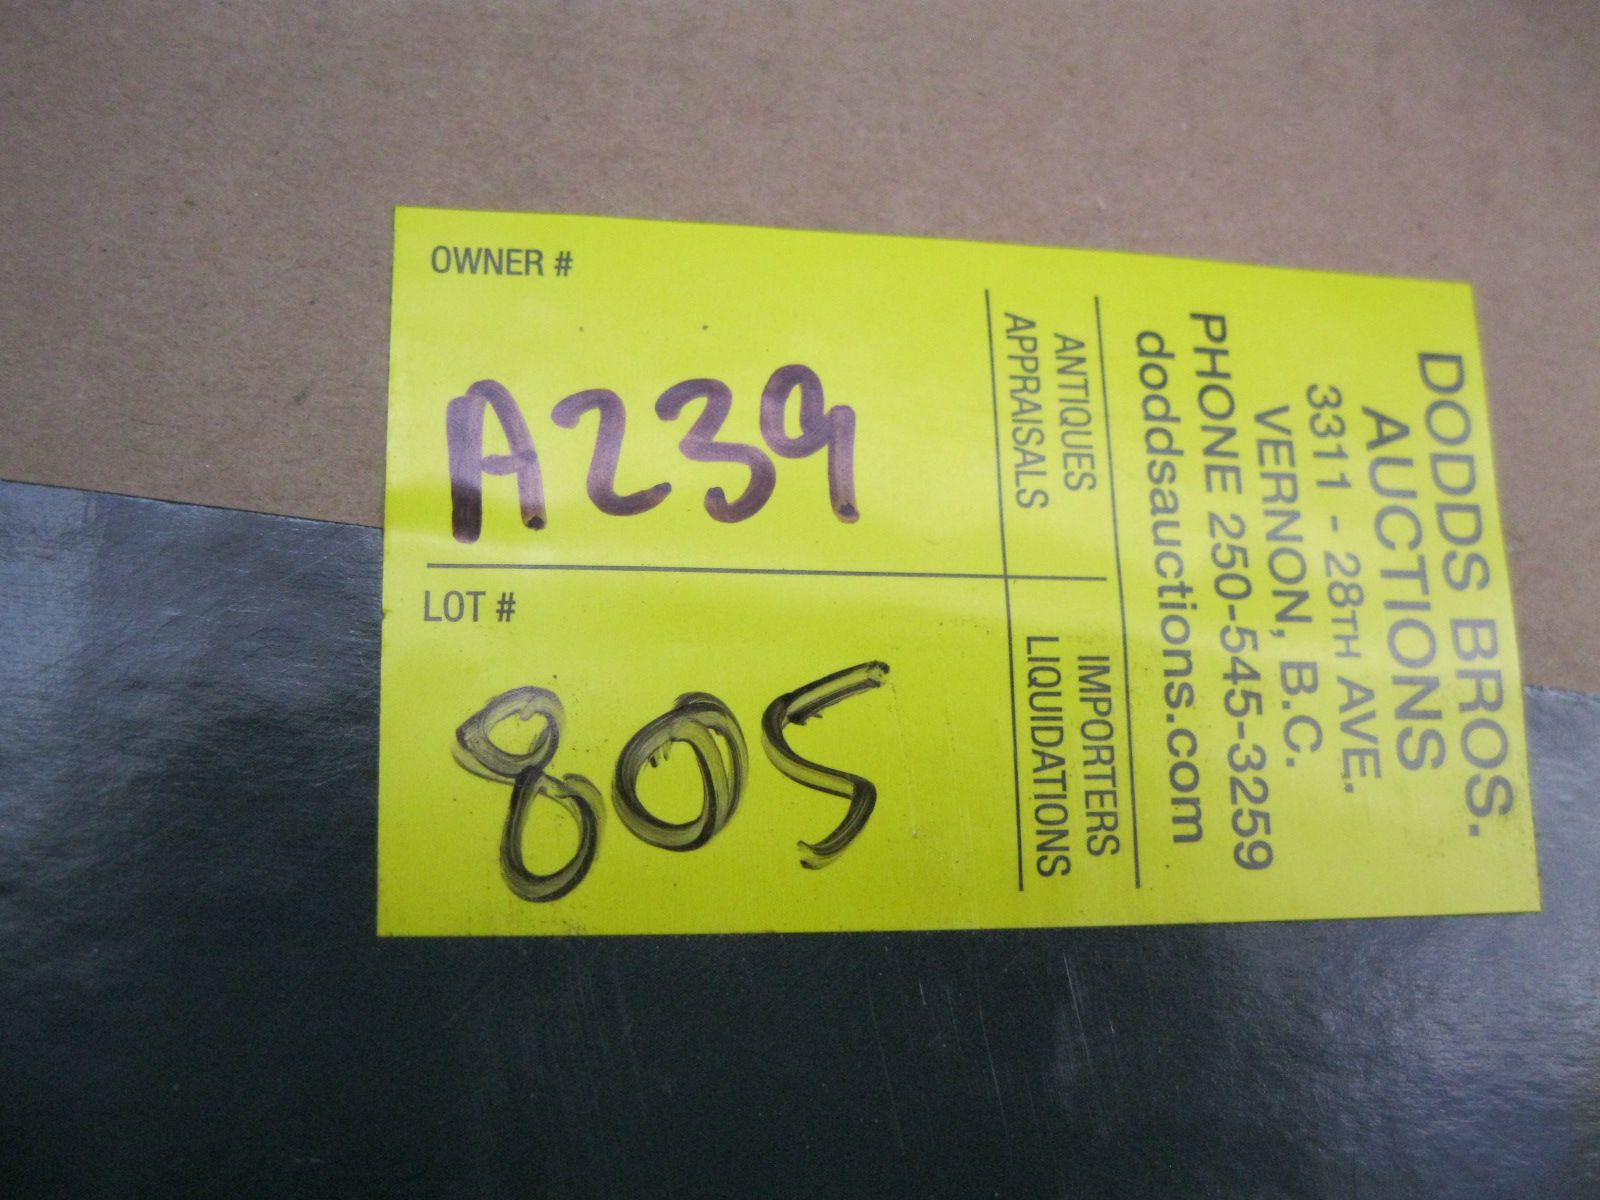 DODDS BROS.
AUCTIONS
3311 - 28TH AVE.
VERNON, B.C.
PHONE 250-545-3259
doddsauctions.com
ANTIQUES
APPRAISALS
IMPORTERS
LIQUIDATIONS
OWNER #
A239
LOT #
805